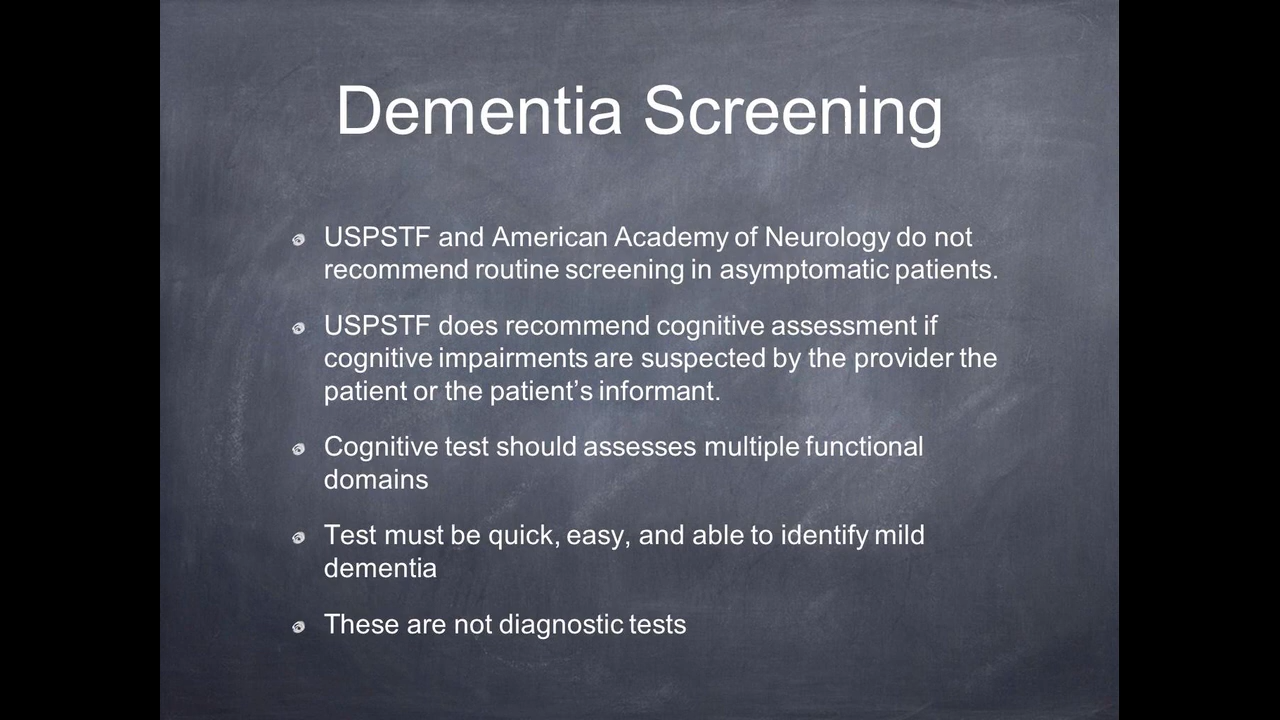 Dementia Screening
USPSTF and American Academy of Neurology do not
recommend routine screening in asymptomatic patients.
USPSTF does recommend cognitive assessment if
cognitive impairments are suspected by the provider the
patient or the patient’s informant.
Cognitive test should assesses multiple functional
domains
Test must be quick, easy, and able to identify mild
dementia
These are not diagnostic tests